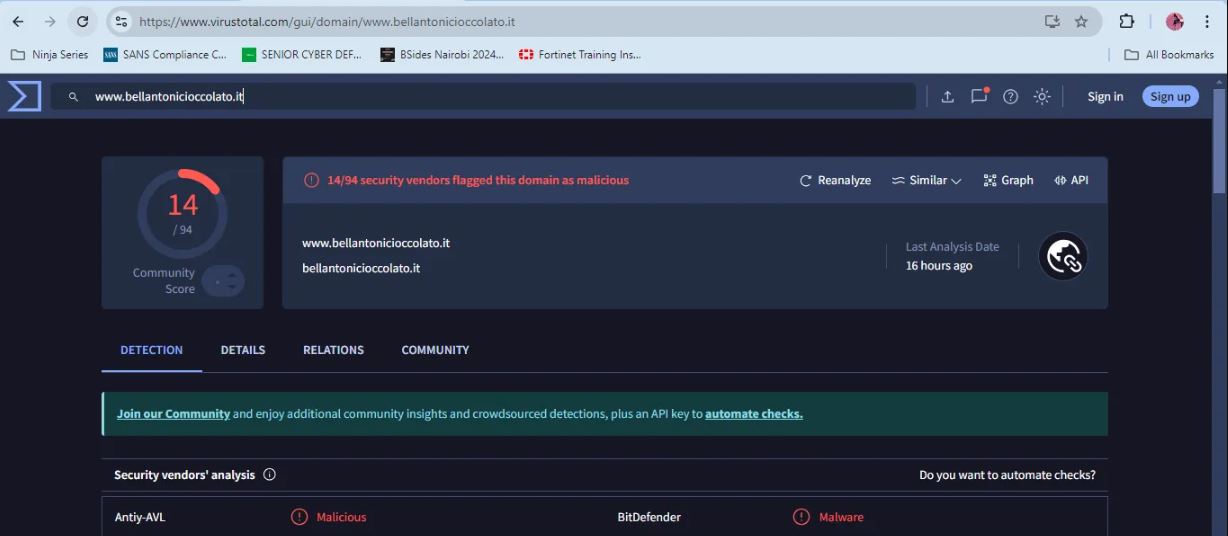 https://www.virustotal.com/gui/domain/www.bellantonicioccolato.it
Ninja Series SANS Compliance C... SENIOR CYBER DEF... BSides Nairobi 2024... Fortinet Training Ins... All Bookmarks
www.bellantonicioccolato.it Sign in Sign up
14/94 security vendors flagged this domain as malicious Reanalyze Similar Graph API
14
/ 94
www.bellantonicioccolato.it
bellantonicioccolato.it
Last Analysis Date
16 hours ago
Community
Score
DETECTION DETAILS RELATIONS COMMUNITY
Join our Community and enjoy additional community insights and crowdsourced detections, plus an API key to automate checks.
Security vendors' analysis Do you want to automate checks?
Antiy-AVL Malicious BitDefender Malware